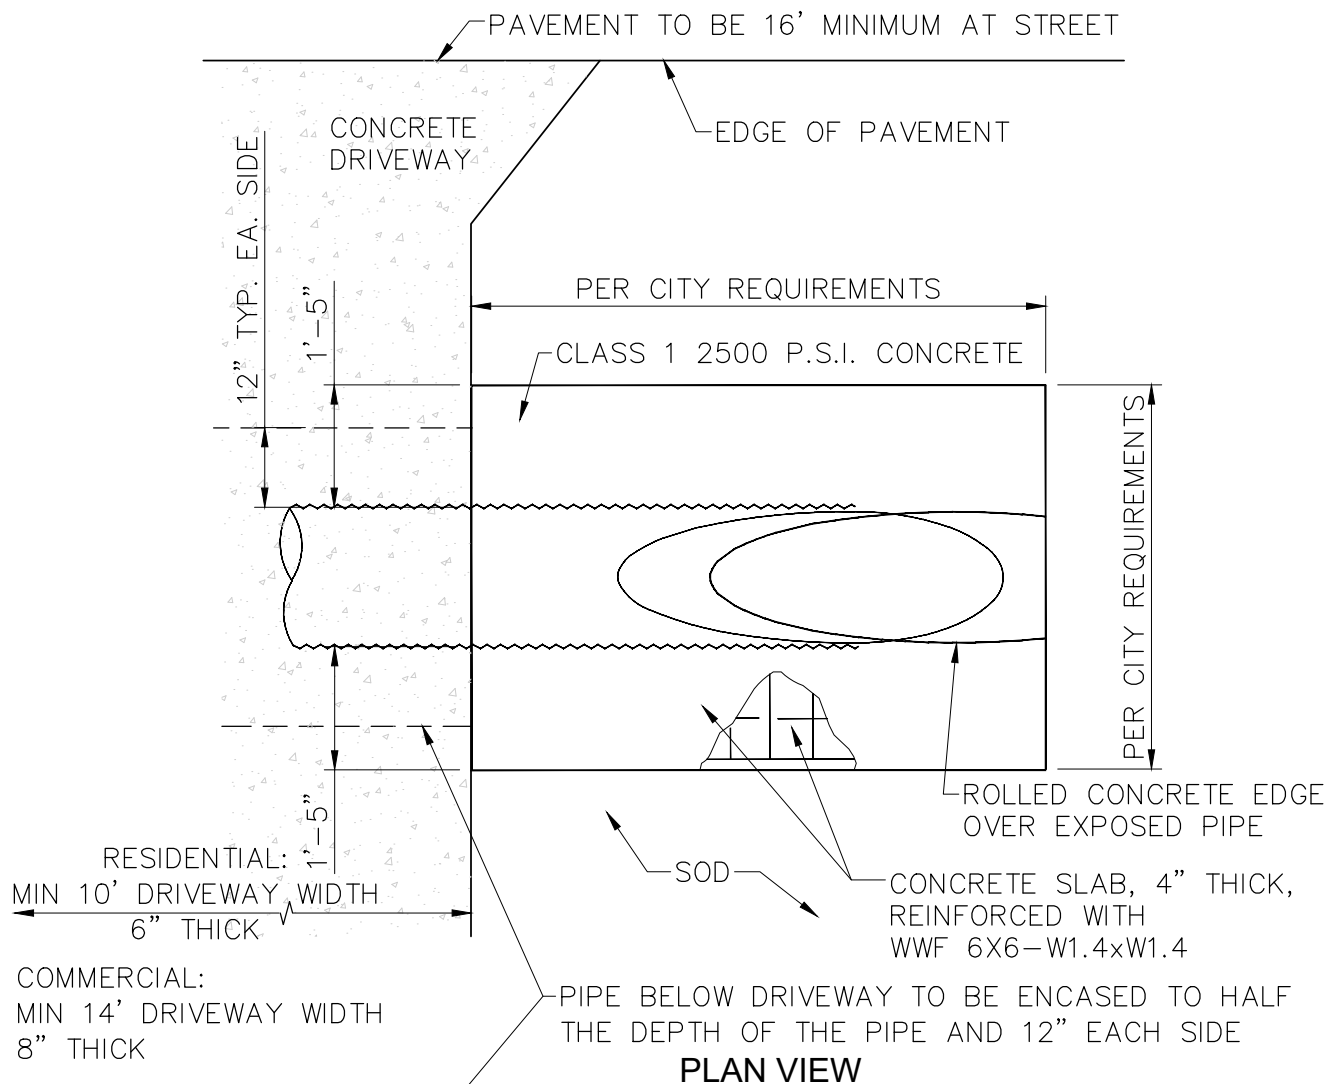 PAVEMENT TO BE 16' MINIMUM AT STREET
CONCRETE
DRIVEWAY
EDGE OF PAVEMENT
12" TYP. EA. SIDE
1'-5"
PER CITY REQUIREMENTS
CLASS 1 2500 P.S.I. CONCRETE
PER CITY REQUIREMENTS
ROLLED CONCRETE EDGE
OVER EXPOSED PIPE
1'-5"
RESIDENTIAL:
MIN 10' DRIVEWAY WIDTH
6" THICK
SOD
CONCRETE SLAB, 4" THICK,
REINFORCED WITH
WWF 6X6-W1.4xW1.4
COMMERCIAL:
MIN 14' DRIVEWAY WIDTH
8" THICK
PIPE BELOW DRIVEWAY TO BE ENCASED TO HALF
THE DEPTH OF THE PIPE AND 12" EACH SIDE
PLAN VIEW